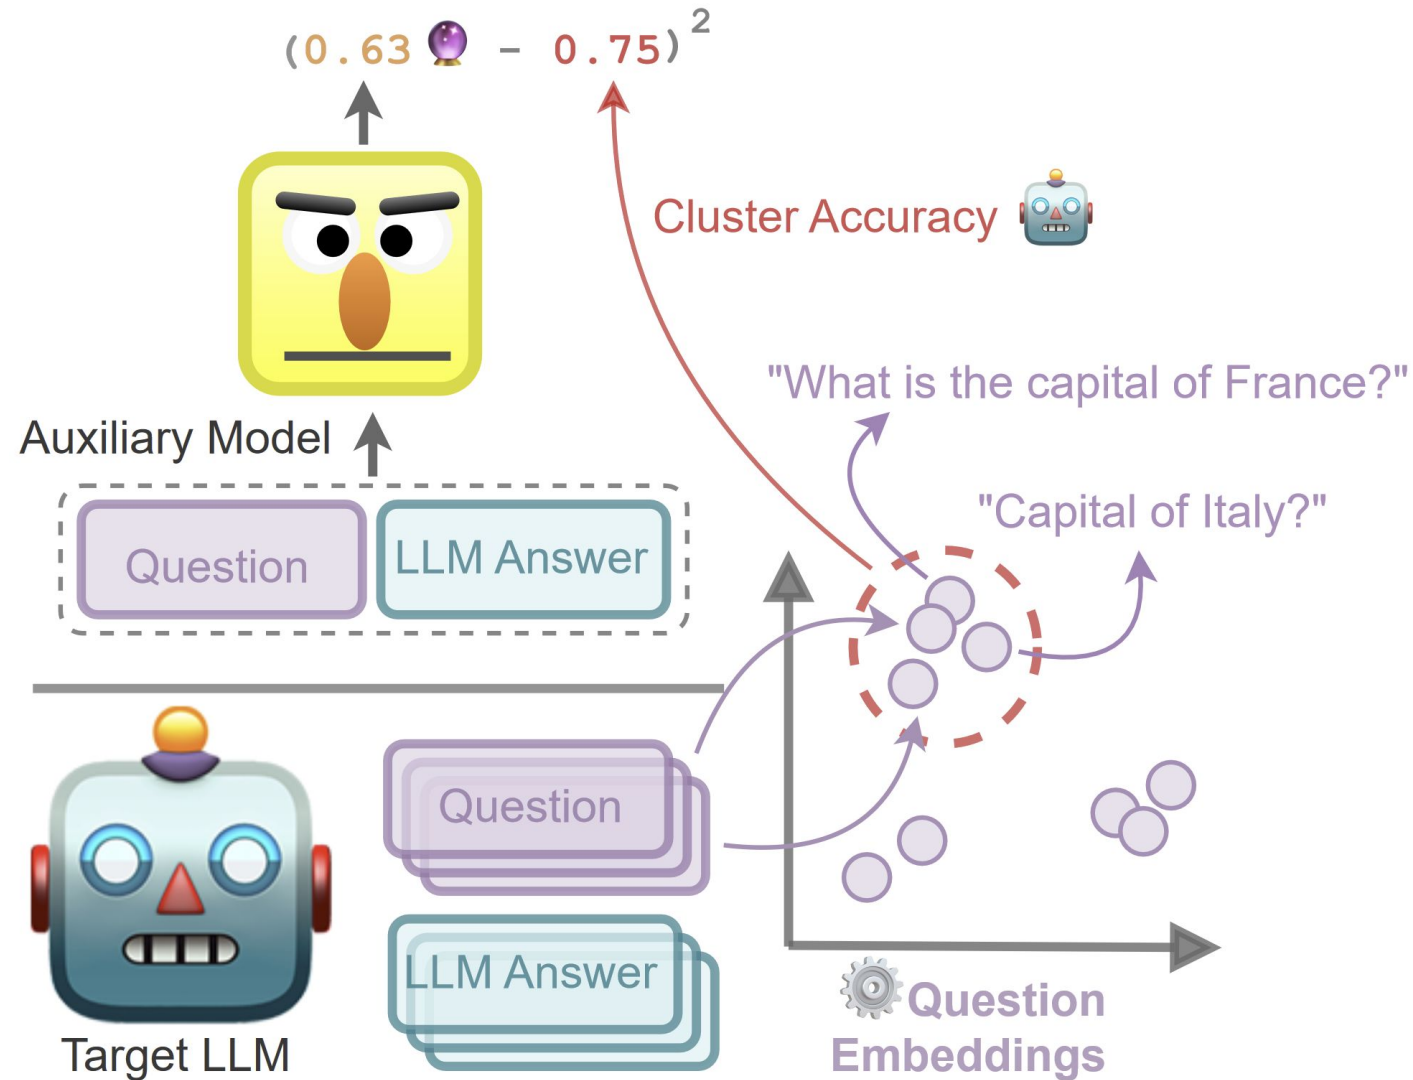 (0.63 - 0.75)²
Cluster Accuracy
"What is the capital of France?"
Auxiliary Model
"Capital of Italy?"
Question
LLM Answer
Question
LLM Answer
Target LLM
Question
Embeddings